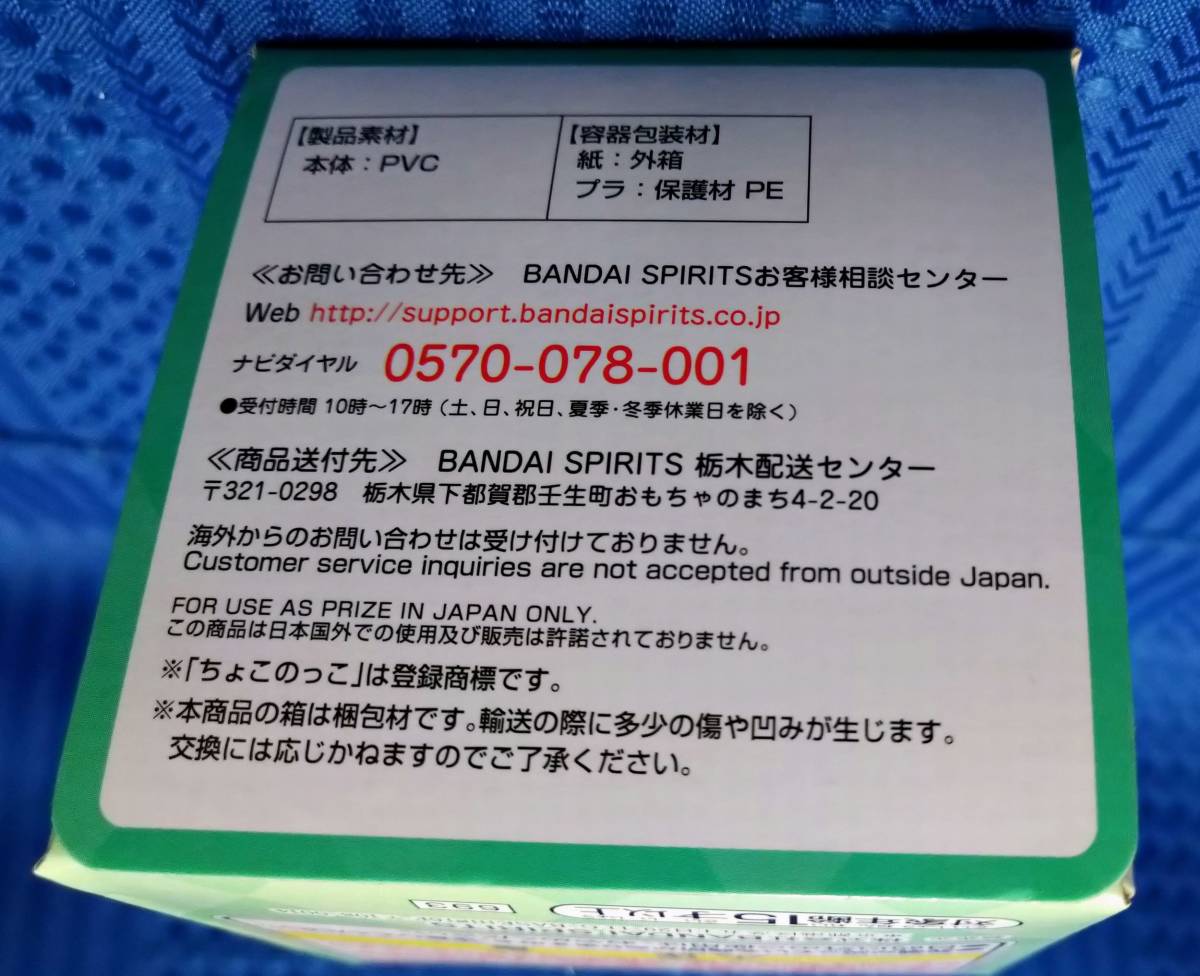 【製品素材】
本体：PVC
【容器包装材】
紙：外箱
プラ：保護材 PE
≪お問い合わせ先≫ BANDAI SPIRITSお客様相談センター
Web http://support.bandaispirits.co.jp
ナビダイヤル 0570-078-001
●受付時間 10時～17時（土、日、祝日、夏季・冬季休業日を除く）
≪商品送付先≫ BANDAI SPIRITS 栃木配送センター
〒321-0298 栃木県下都賀郡壬生町おもちゃのまち4-2-20
海外からのお問い合わせは受け付けておりません。
Customer service inquiries are not accepted from outside Japan.
FOR USE AS PRIZE IN JAPAN ONLY.
この商品は日本国外での使用及び販売は許諾されておりません。
※「ちょこのっこ」は登録商標です。
※本商品の箱は梱包材です。輸送の際に多少の傷や凹みが生じます。
交換には応じかねますのでご了承ください。
693
対象年齢15才以上